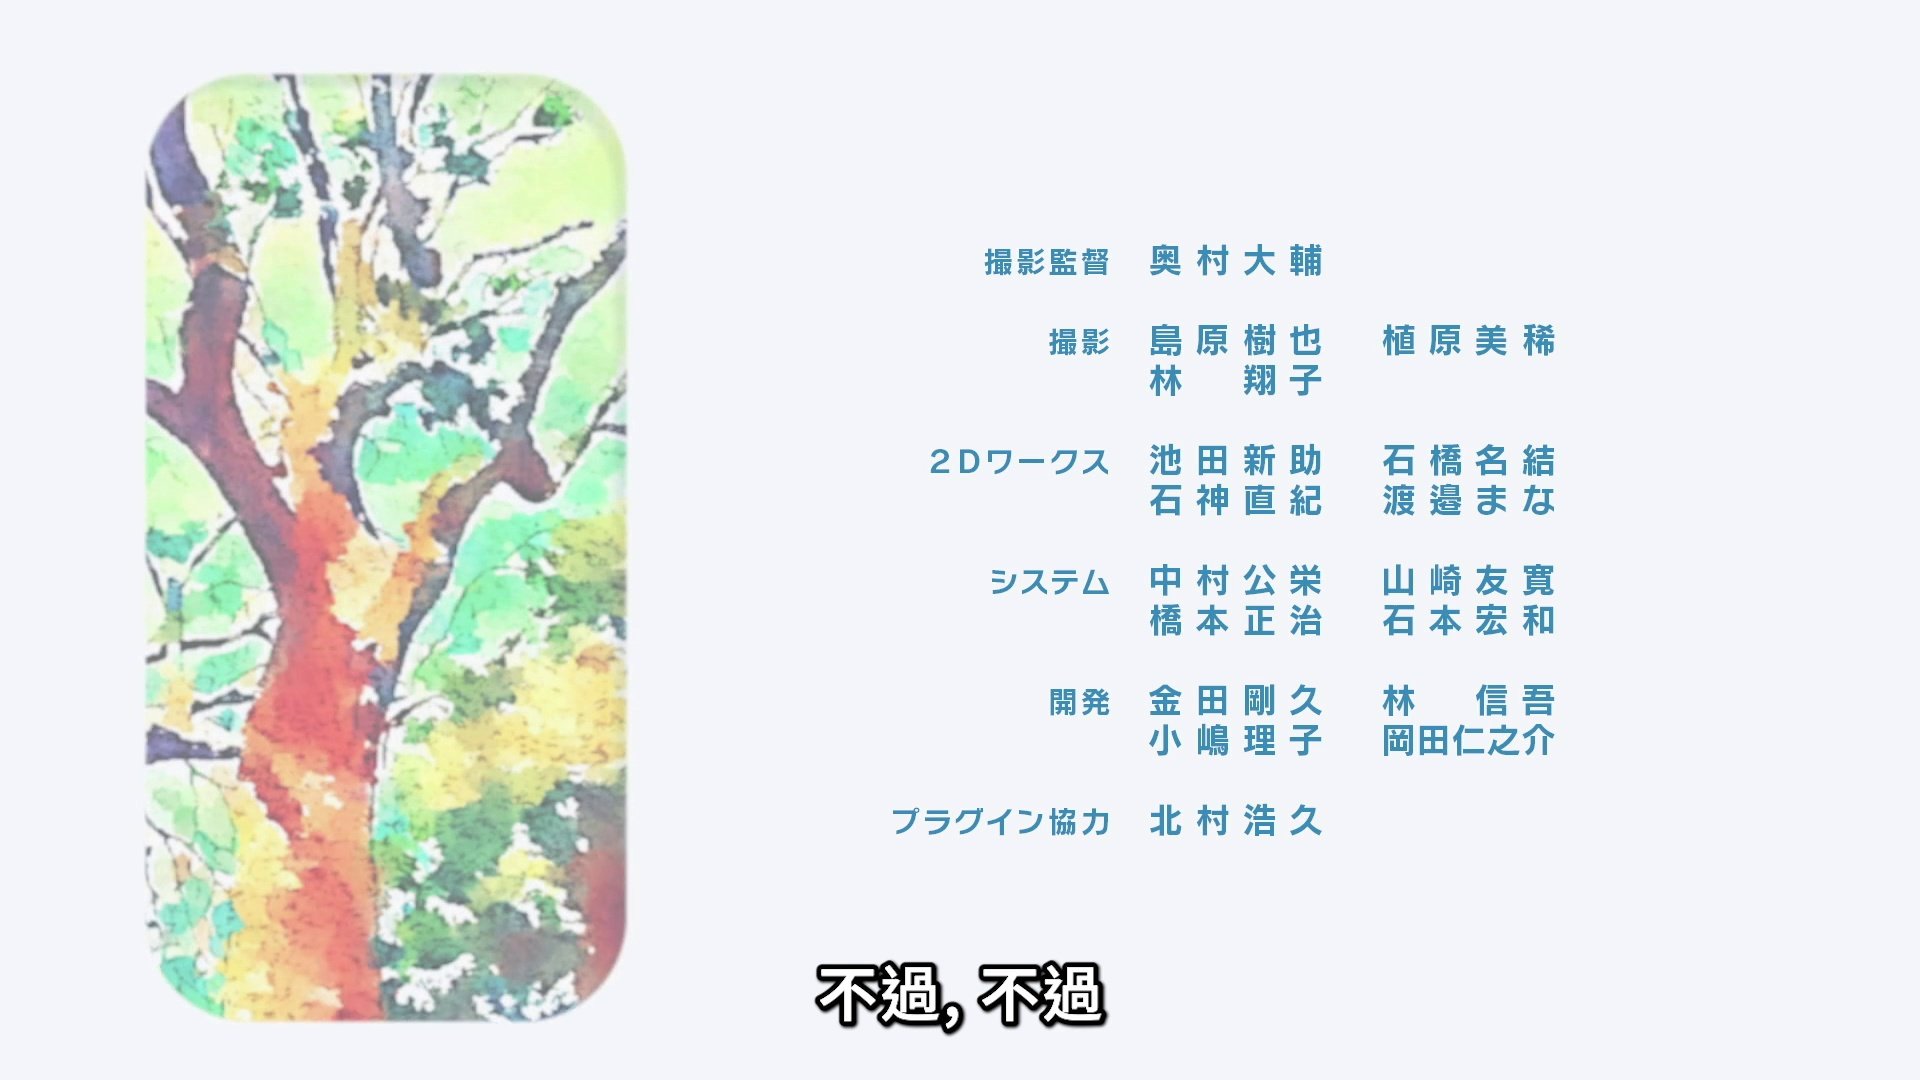 撮影監督 奥村大輔
撮影 島原樹也 植原美稀
林 翔子
2Dワークス 池田新助 石橋名結
石神直紀 渡邉まな
システム 中村公栄 山崎友寛
橋本正治 石本宏和
開発 金田剛久 林 信吾
小嶋理子 岡田仁之介
プラグイン協力 北村浩久
不過, 不過